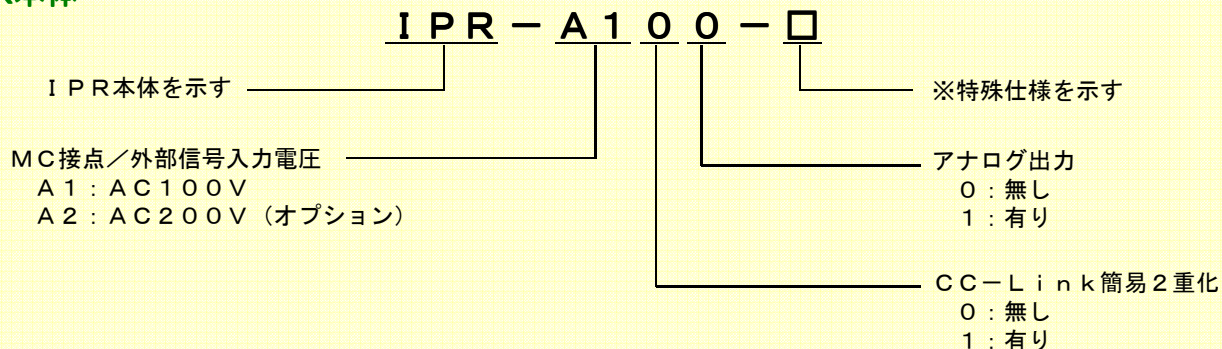 本体
ＩＰＲ－Ａ１００－□
ＩＰＲ本体を示す
※特殊仕様を示す
ＭＣ接点／外部信号入力電圧
Ａ１：ＡＣ１００Ｖ
Ａ２：ＡＣ２００Ｖ（オプション）
アナログ出力
０：無し
１：有り
ＣＣ－Ｌｉｎｋ簡易２重化
０：無し
１：有り